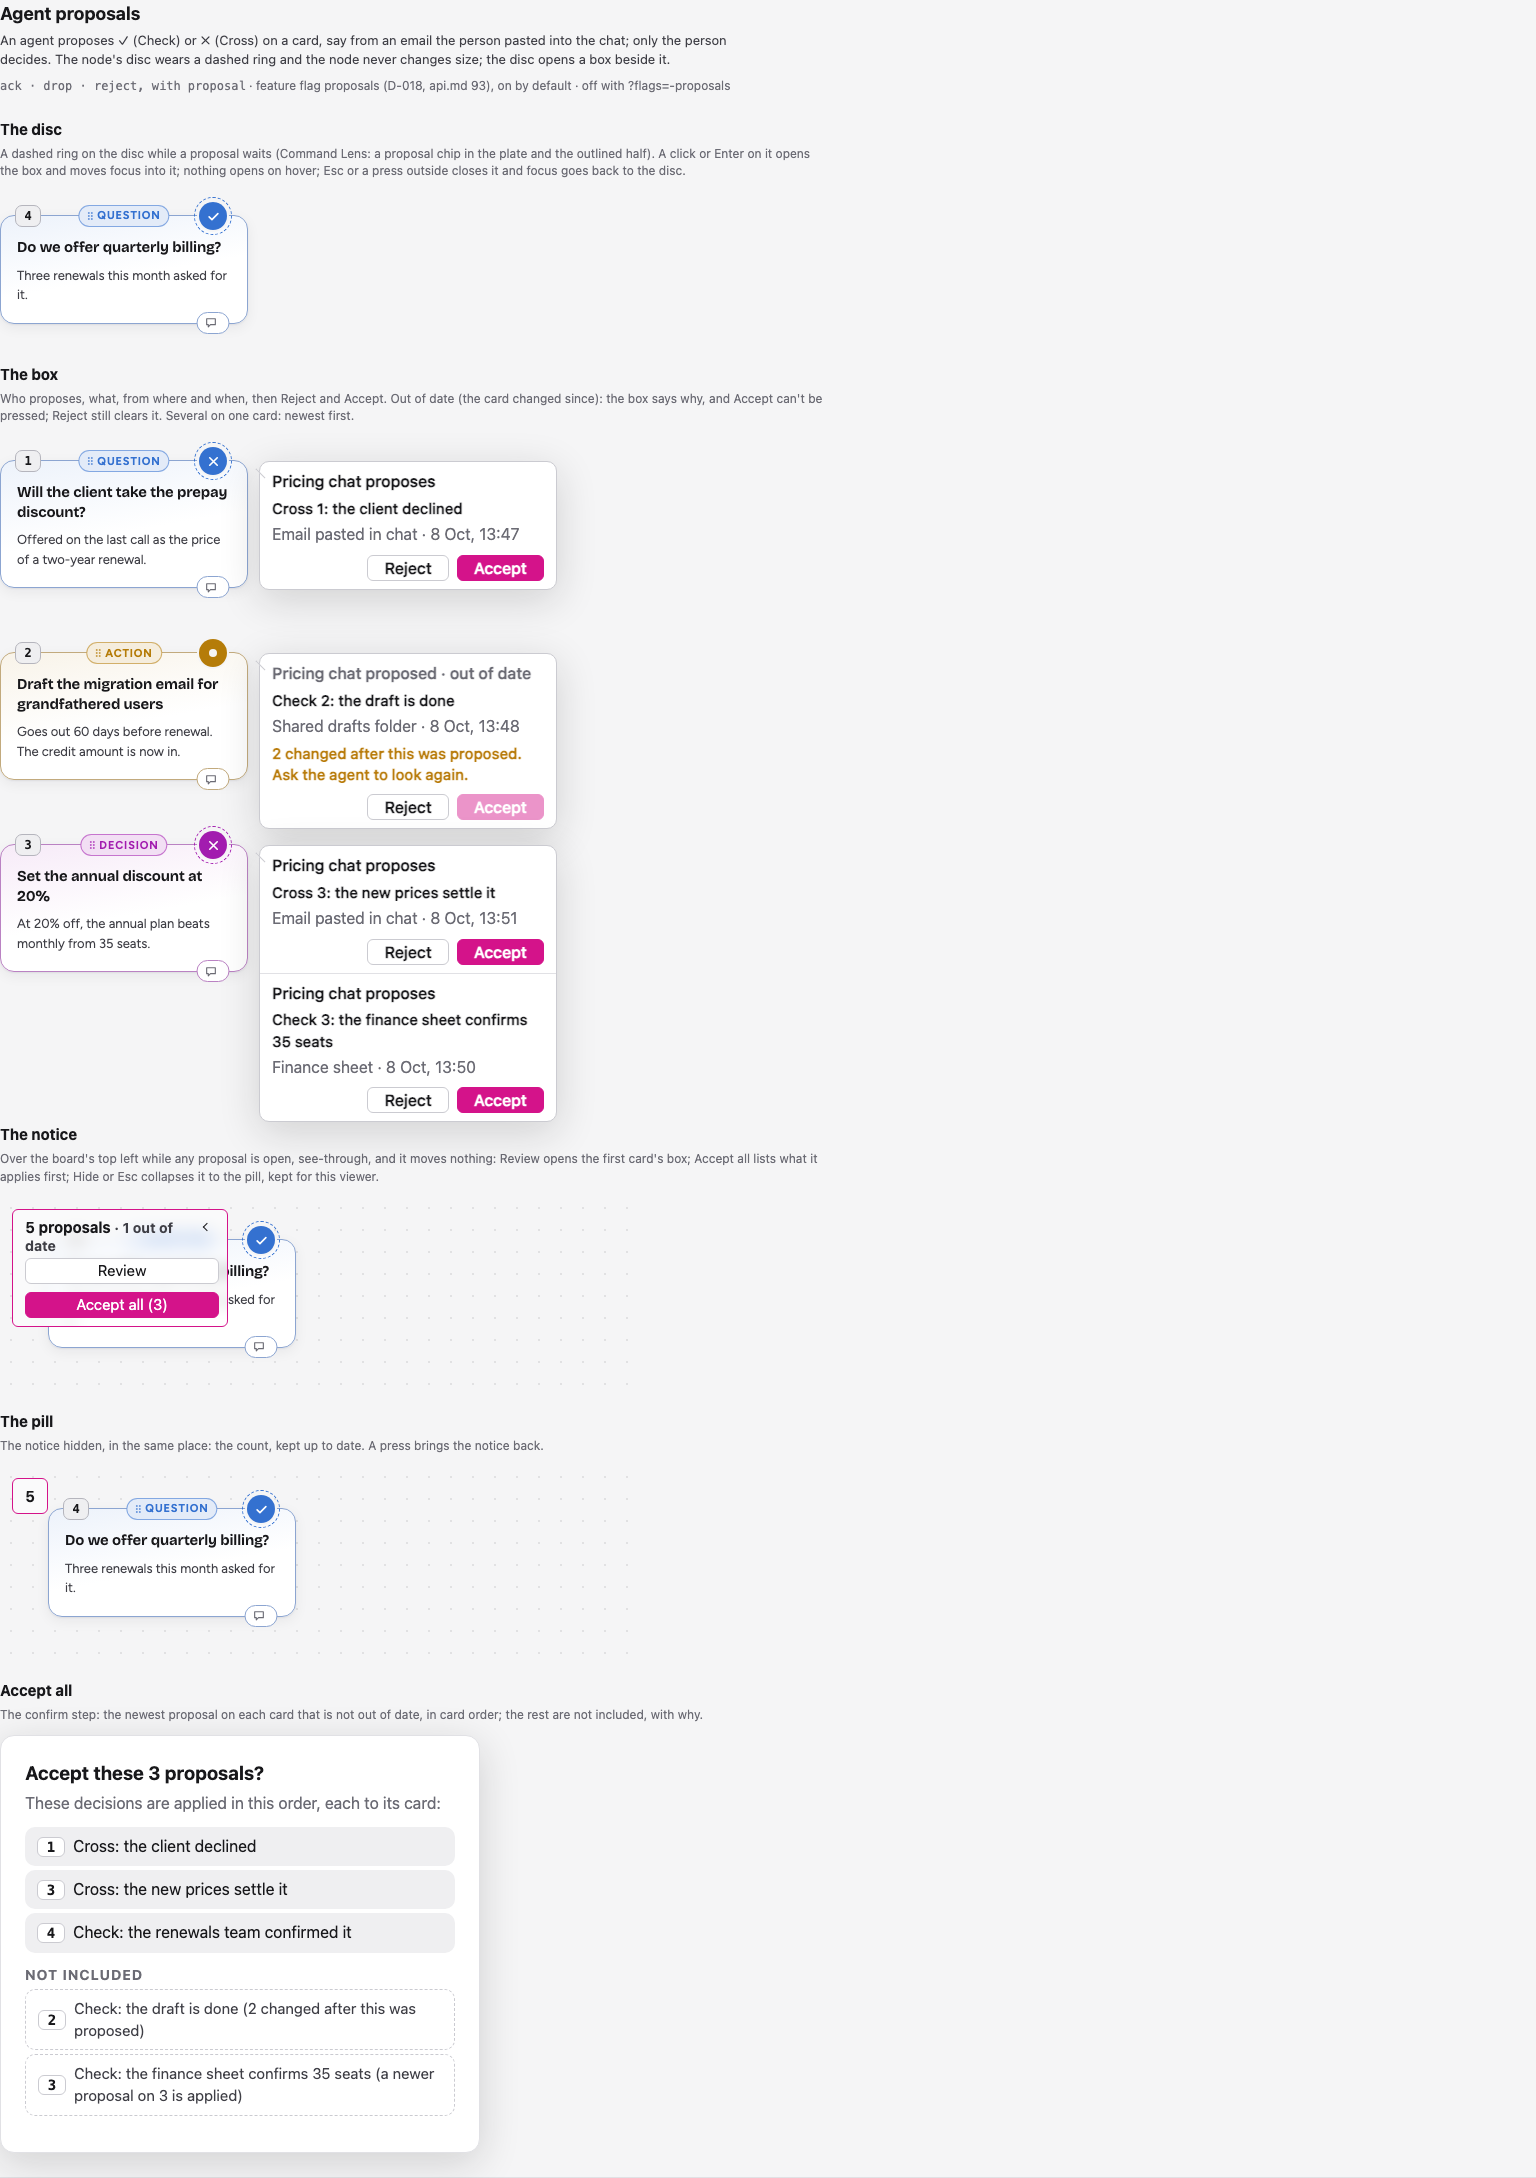 Agent proposals
An agent proposes ✓ (Check) or ✕ (Cross) on a card, say from an email the person pasted into the chat; only the person
decides. The node's disc wears a dashed ring and the node never changes size; the disc opens a box beside it.
ack · drop · reject, with proposal · feature flag proposals (D-018, api.md 93), on by default · off with ?flags=-proposals
The disc
A dashed ring on the disc while a proposal waits (Command Lens: a proposal chip in the plate and the outlined half). A click or Enter on it opens
the box and moves focus into it; nothing opens on hover; Esc or a press outside closes it and focus goes back to the disc.
4 QUESTION
Do we offer quarterly billing?
Three renewals this month asked for
it.
The box
Who proposes, what, from where and when, then Reject and Accept. Out of date (the card changed since): the box says why, and Accept can't be
pressed; Reject still clears it. Several on one card: newest first.
1 QUESTION
Will the client take the prepay
discount?
Offered on the last call as the price
of a two-year renewal.
Pricing chat proposes
Cross 1: the client declined
Email pasted in chat · 8 Oct, 13:47
Reject Accept
2 ACTION
Draft the migration email for
grandfathered users
Goes out 60 days before renewal.
The credit amount is now in.
Pricing chat proposed · out of date
Check 2: the draft is done
Shared drafts folder · 8 Oct, 13:48
2 changed after this was proposed.
Ask the agent to look again.
Reject Accept
3 DECISION
Set the annual discount at
20%
At 20% off, the annual plan beats
monthly from 35 seats.
Pricing chat proposes
Cross 3: the new prices settle it
Email pasted in chat · 8 Oct, 13:51
Reject Accept
Pricing chat proposes
Check 3: the finance sheet confirms
35 seats
Finance sheet · 8 Oct, 13:50
Reject Accept
The notice
Over the board's top left while any proposal is open, see-through, and it moves nothing: Review opens the first card's box; Accept all lists what it
applies first; Hide or Esc collapses it to the pill, kept for this viewer.
5 proposals · 1 out of
date
Review
Accept all (3)
illing?
sked for
The pill
The notice hidden, in the same place: the count, kept up to date. A press brings the notice back.
5
4 QUESTION
Do we offer quarterly billing?
Three renewals this month asked for
it.
Accept all
The confirm step: the newest proposal on each card that is not out of date, in card order; the rest are not included, with why.
Accept these 3 proposals?
These decisions are applied in this order, each to its card:
1 Cross: the client declined
3 Cross: the new prices settle it
4 Check: the renewals team confirmed it
NOT INCLUDED
2 Check: the draft is done (2 changed after this was
proposed)
3 Check: the finance sheet confirms 35 seats (a newer
proposal on 3 is applied)